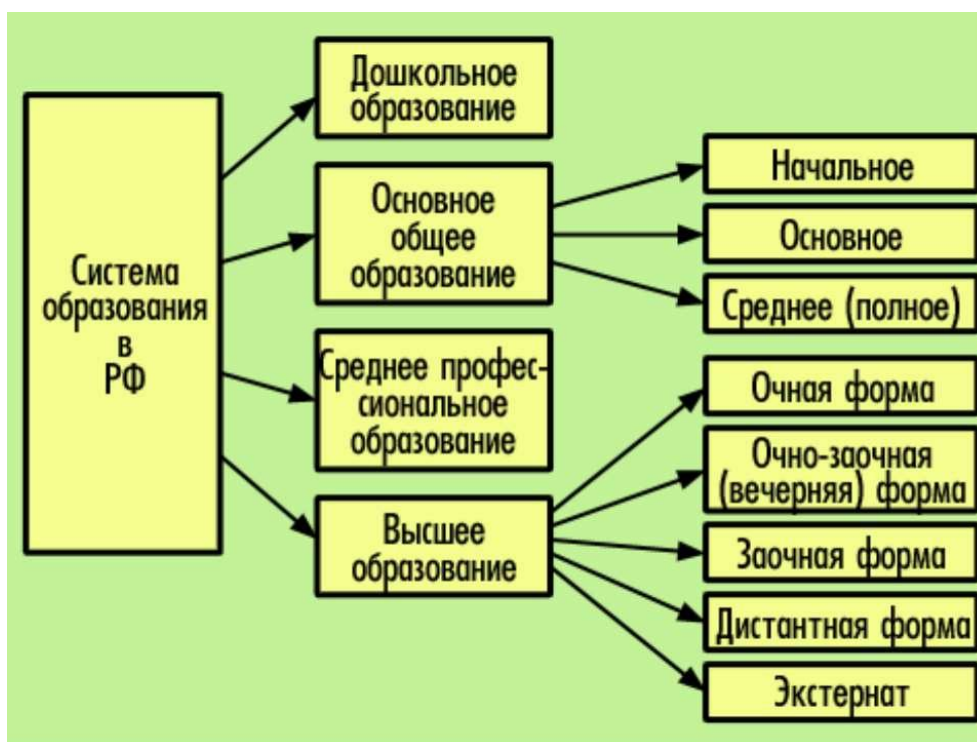 Система
образования
в
РФ
Дошкольное
образование
Основное
общее
образование
Среднее профес-
сиональное
образование
Высшее
образование
Начальное
Основное
Среднее (полное)
Очная форма
Очно-заочная
(вечерняя) форма
Заочная форма
Дистантная форма
Экстернат